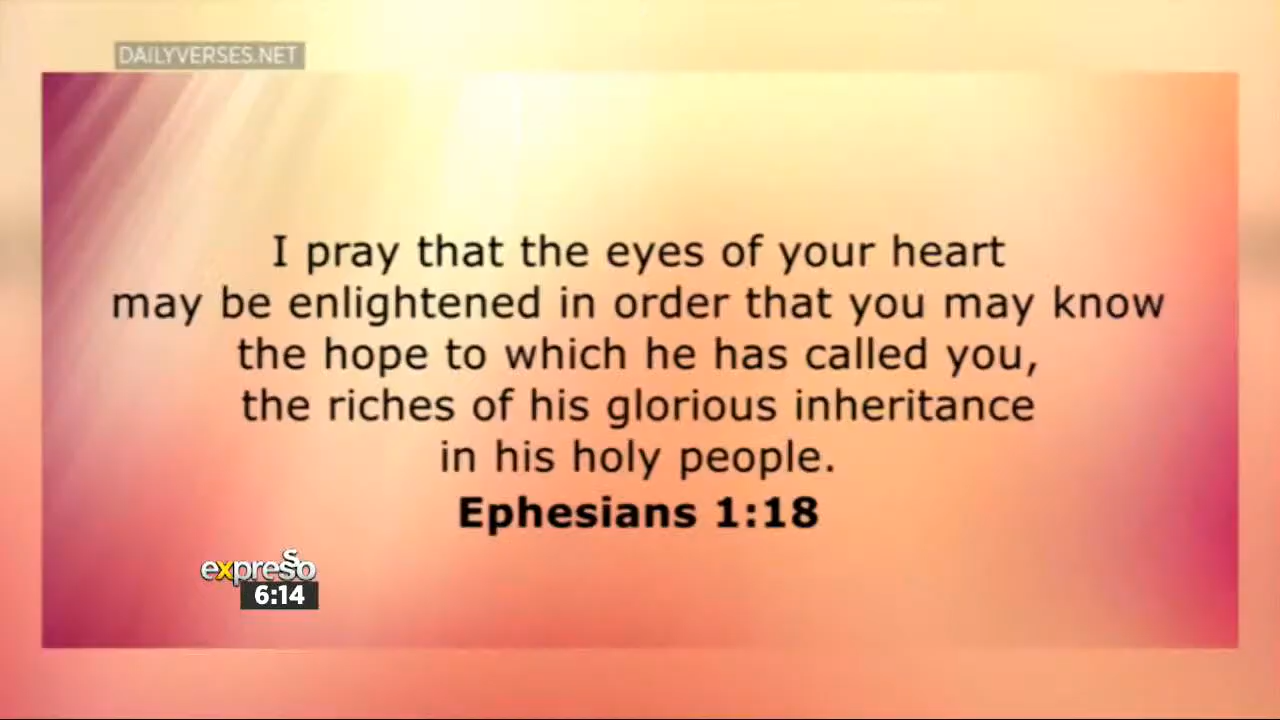 DAILYVERSES.NET
I pray that the eyes of your heart
may be enlightened in order that you may know
the hope to which he has called you,
the riches of his glorious inheritance
in his holy people.
Ephesians 1:18
expresso
6:14